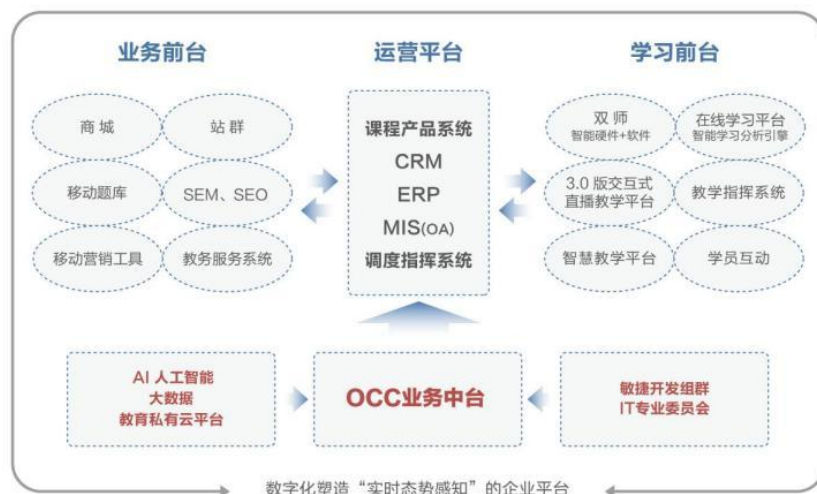 业务前台
运营平台
学习前台
商城
站群
移动题库
SEM、SEO
移动营销工具
教务服务系统
课程产品系统
CRM
ERP
MIS(OA)
调度指挥系统
双师
智能硬件+软件
在线学习平台
智能学习分析引擎
3.0 版交互式
直播教学平台
教学指挥系统
智慧教学平台
学员互动
AI 人工智能
大数据
教育私有云平台
OCC业务中台
敏捷开发组群
IT专业委员会
数字化塑造“实时态势感知”的企业平台